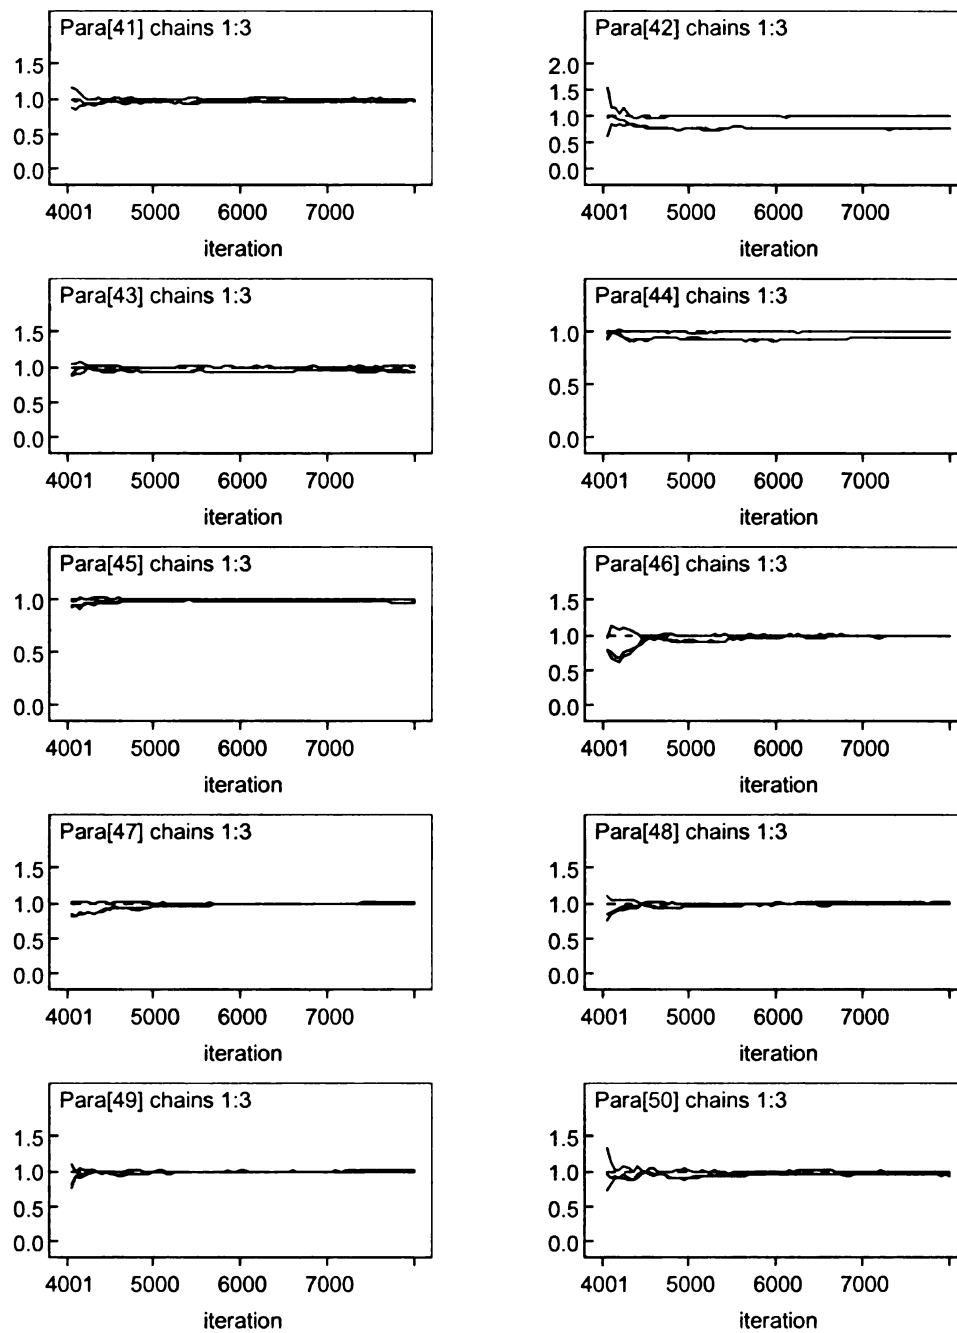 Para[41] chains 1:3
1.5
1.0
0.5
0.0
4001 5000 6000 7000
iteration
Para[42] chains 1:3
2.0
1.5
1.0
0.5
0.0
4001 5000 6000 7000
iteration
Para[43] chains 1:3
1.5
1.0
0.5
0.0
4001 5000 6000 7000
iteration
Para[44] chains 1:3
1.0
0.5
0.0
4001 5000 6000 7000
iteration
Para[45] chains 1:3
1.0
0.5
0.0
4001 5000 6000 7000
iteration
Para[46] chains 1:3
1.5
1.0
0.5
0.0
4001 5000 6000 7000
iteration
Para[47] chains 1:3
1.5
1.0
0.5
0.0
4001 5000 6000 7000
iteration
Para[48] chains 1:3
1.5
1.0
0.5
0.0
4001 5000 6000 7000
iteration
Para[49] chains 1:3
1.5
1.0
0.5
0.0
4001 5000 6000 7000
iteration
Para[50] chains 1:3
1.5
1.0
0.5
0.0
4001 5000 6000 7000
iteration